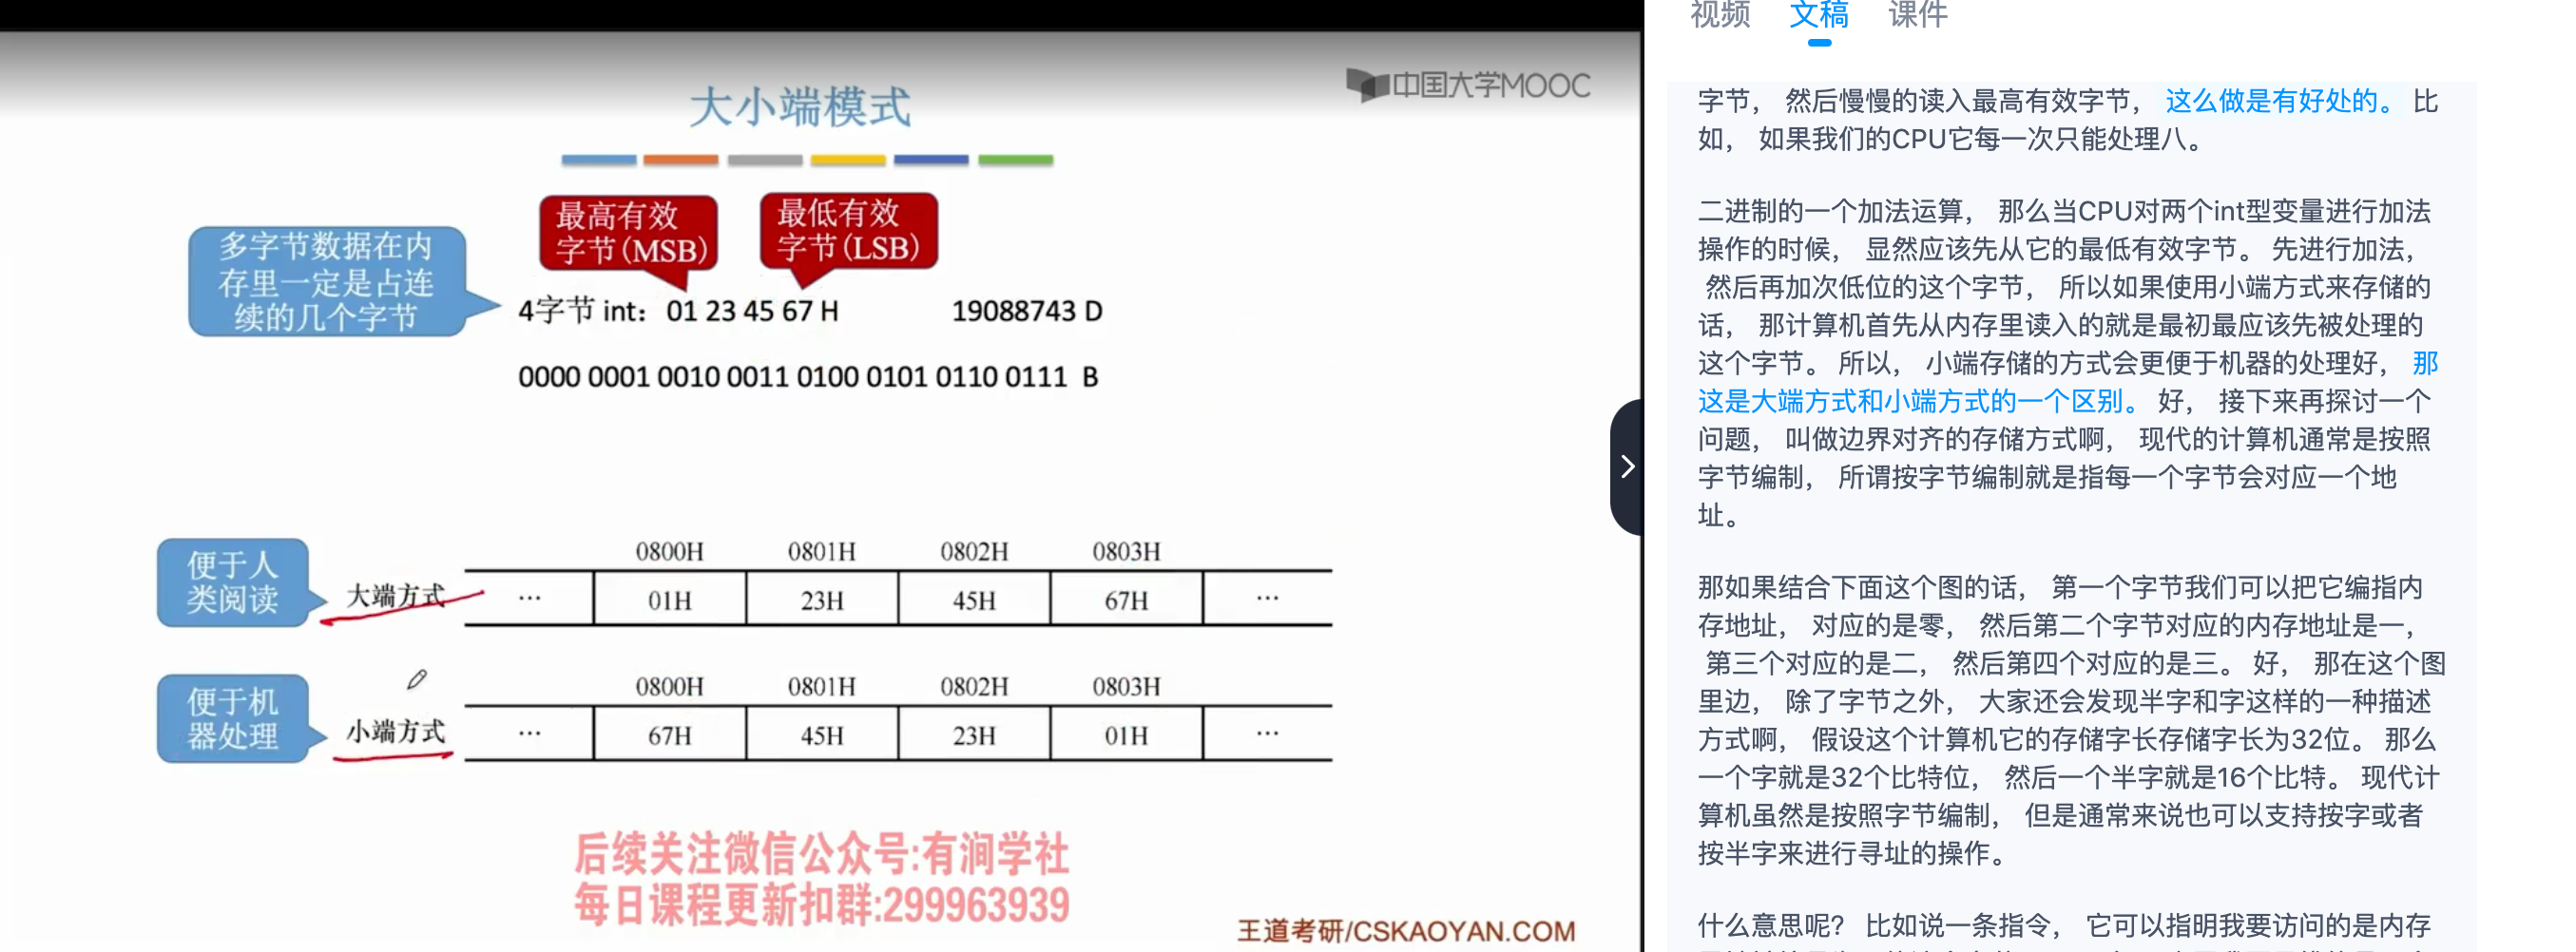 中国大学MOOC
大小端模式
多字节数据在内
存里一定是占连
续的几个字节
最高有效
字节(MSB)
最低有效
字节(LSB)
4字节 int： 01 23 45 67 H 19088743 D
0000 0001 0010 0011 0100 0101 0110 0111 B
便于人
类阅读
大端方式
0800H 0801H 0802H 0803H
... 01H 23H 45H 67H ...
便于机
器处理
小端方式
0800H 0801H 0802H 0803H
... 67H 45H 23H 01H ...
后续关注微信公众号:有涧学社
每日课程更新扣群:299963939
王道考研/CSKAOYAN.COM
视频 文稿 课件
字节， 然后慢慢的读入最高有效字节， 这么做是有好处的。 比
如， 如果我们的CPU它每一次只能处理八。
二进制的一个加法运算， 那么当CPU对两个int型变量进行加法
操作的时候， 显然应该先从它的最低有效字节。 先进行加法，
然后再加次低位的这个字节， 所以如果使用小端方式来存储的
话， 那计算机首先从内存里读入的就是最初最应该先被处理的
这个字节。 所以， 小端存储的方式会更便于机器的处理好， 那
这是大端方式和小端方式的一个区别。 好， 接下来再探讨一个
问题， 叫做边界对齐的存储方式啊， 现代的计算机通常是按照
字节编制， 所谓按字节编制就是指每一个字节会对应一个地
址。
那如果结合下面这个图的话， 第一个字节我们可以把它编指内
存地址， 对应的是零， 然后第二个字节对应的内存地址是一，
第三个对应的是二， 然后第四个对应的是三。 好， 那在这个图
里边， 除了字节之外， 大家还会发现半字和字这样的一种描述
方式啊， 假设这个计算机它的存储字长存储字长为32位。 那么
一个字就是32个比特位， 然后一个半字就是16个比特。 现代计
算机虽然是按照字节编制， 但是通常来说也可以支持按字或者
按半字来进行寻址的操作。
什么意思呢? 比如说一条指令， 它可以指明我要访问的是内存